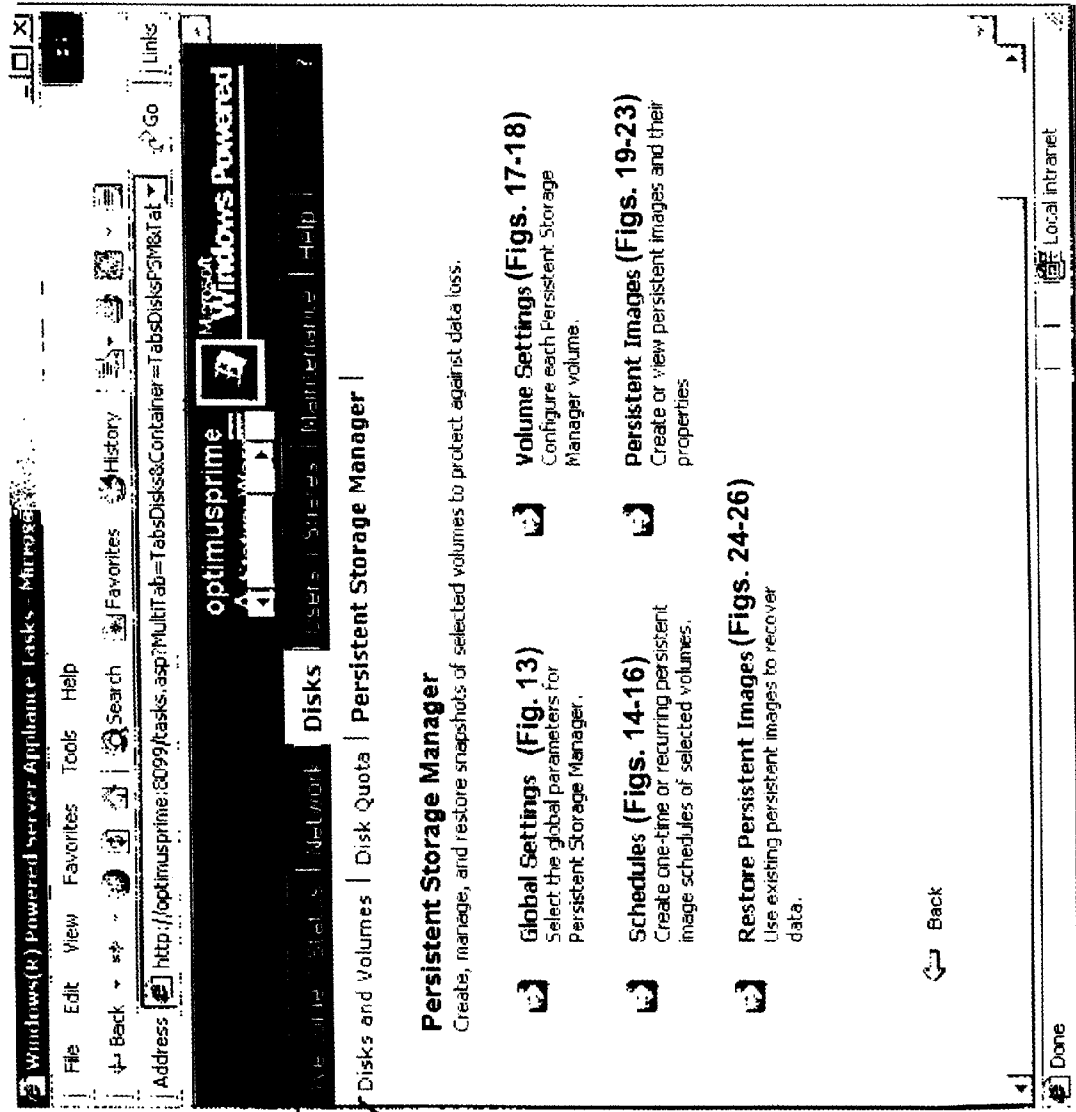 Windows(R) Powered Server Appliance Tasks - Microsof
File Edit View Favorites Tools Help
Back Search Favorites History
Address http://optimusprime:8099/tasks.asp?MultiTab=TabsDisks&Container=TabsDisksPSM&Tat Go Links
optimusprime
Microsoft
Windows Powered
Status | Network Disks Users | Shares | Maintenance | Help | ?
Disks and Volumes | Disk Quota | Persistent Storage Manager |
Persistent Storage Manager
Create, manage, and restore snapshots of selected volumes to protect against data loss.
Global Settings (Fig. 13)
Select the global parameters for
Persistent Storage Manager.
Volume Settings (Figs. 17-18)
Configure each Persistent Storage
Manager volume.
Schedules (Figs. 14-16)
Create one-time or recurring persistent
image schedules of selected volumes.
Persistent Images (Figs. 19-23)
Create or view persistent images and their
properties
Restore Persistent Images (Figs. 24-26)
Use existing persistent images to recover
data.
Back
Done Local intranet